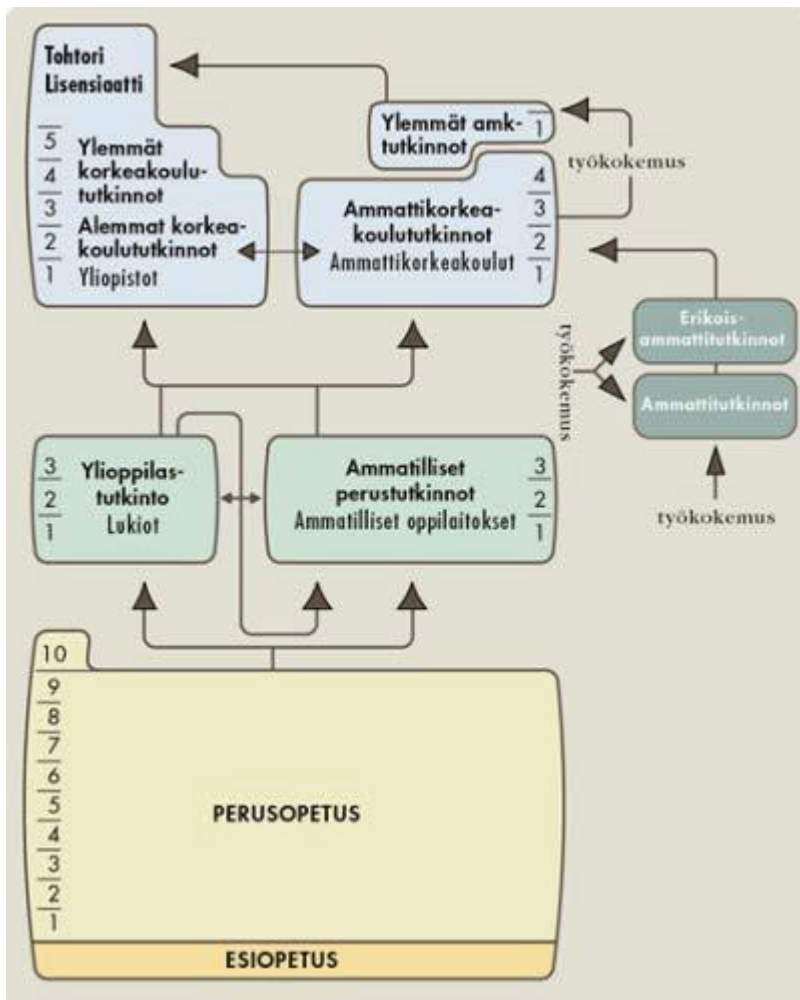 Tohtori
Lisensiaatti
5
4
3
2
1
Ylemmät
korkeakoulu-
tutkinnot
Alemmat korkea-
koulututkinnot
Yliopistot
Ylemmät amk-
tutkinnot
1
työkokemus
Ammattikorkea-
koulututkinnot
Ammattikorkeakoulut
4
3
2
1
Erikois-
ammattitutkinnot
työkokemus
Ammattitutkinnot
työkokemus
3
2
1
Ylioppilas-
tutkinto
Lukiot
Ammatilliset
perustutkinnot
Ammatilliset oppilaitokset
3
2
1
10
9
8
7
6
5
4
3
2
1
PERUSOPETUS
ESIOPETUS